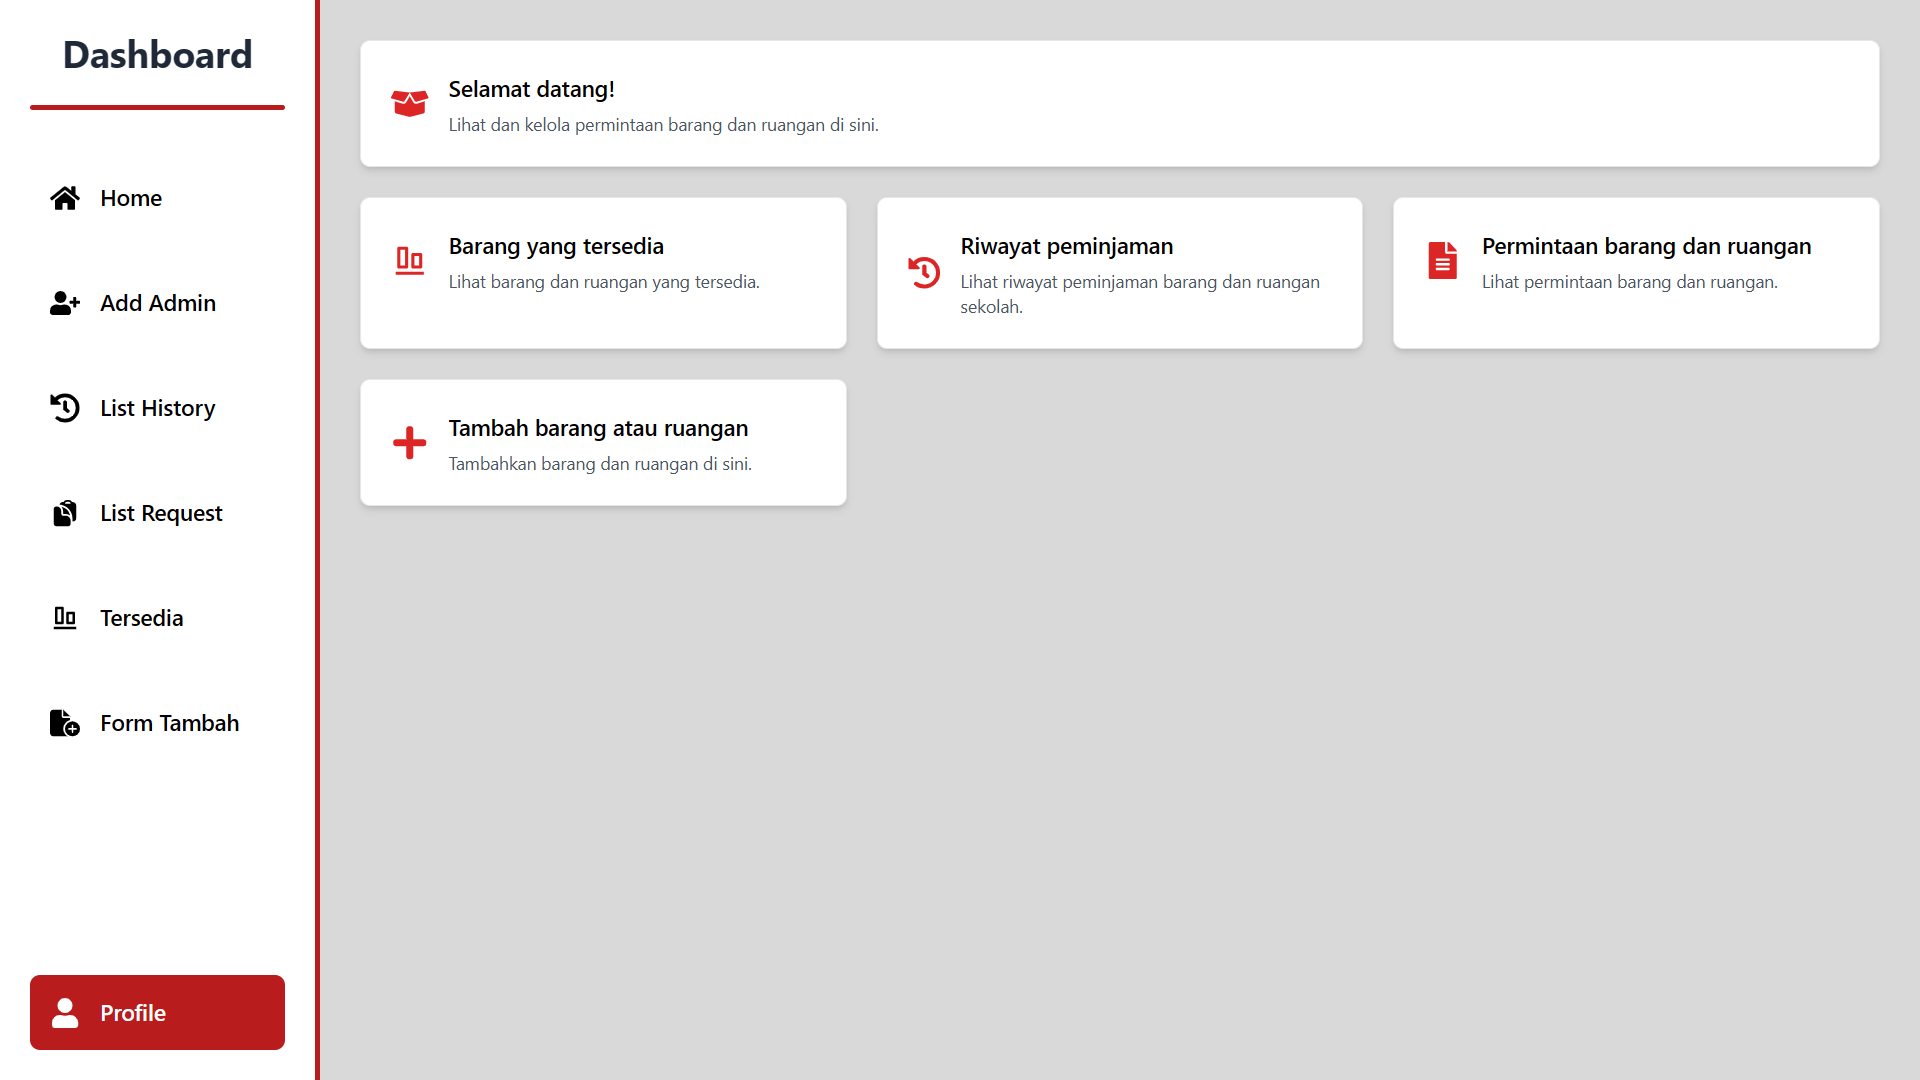 Dashboard
Home
Add Admin
List History
List Request
Tersedia
Form Tambah
Profile
Selamat datang!
Lihat dan kelola permintaan barang dan ruangan di sini.
Barang yang tersedia
Lihat barang dan ruangan yang tersedia.
Riwayat peminjaman
Lihat riwayat peminjaman barang dan ruangan
sekolah.
Permintaan barang dan ruangan
Lihat permintaan barang dan ruangan.
Tambah barang atau ruangan
Tambahkan barang dan ruangan di sini.